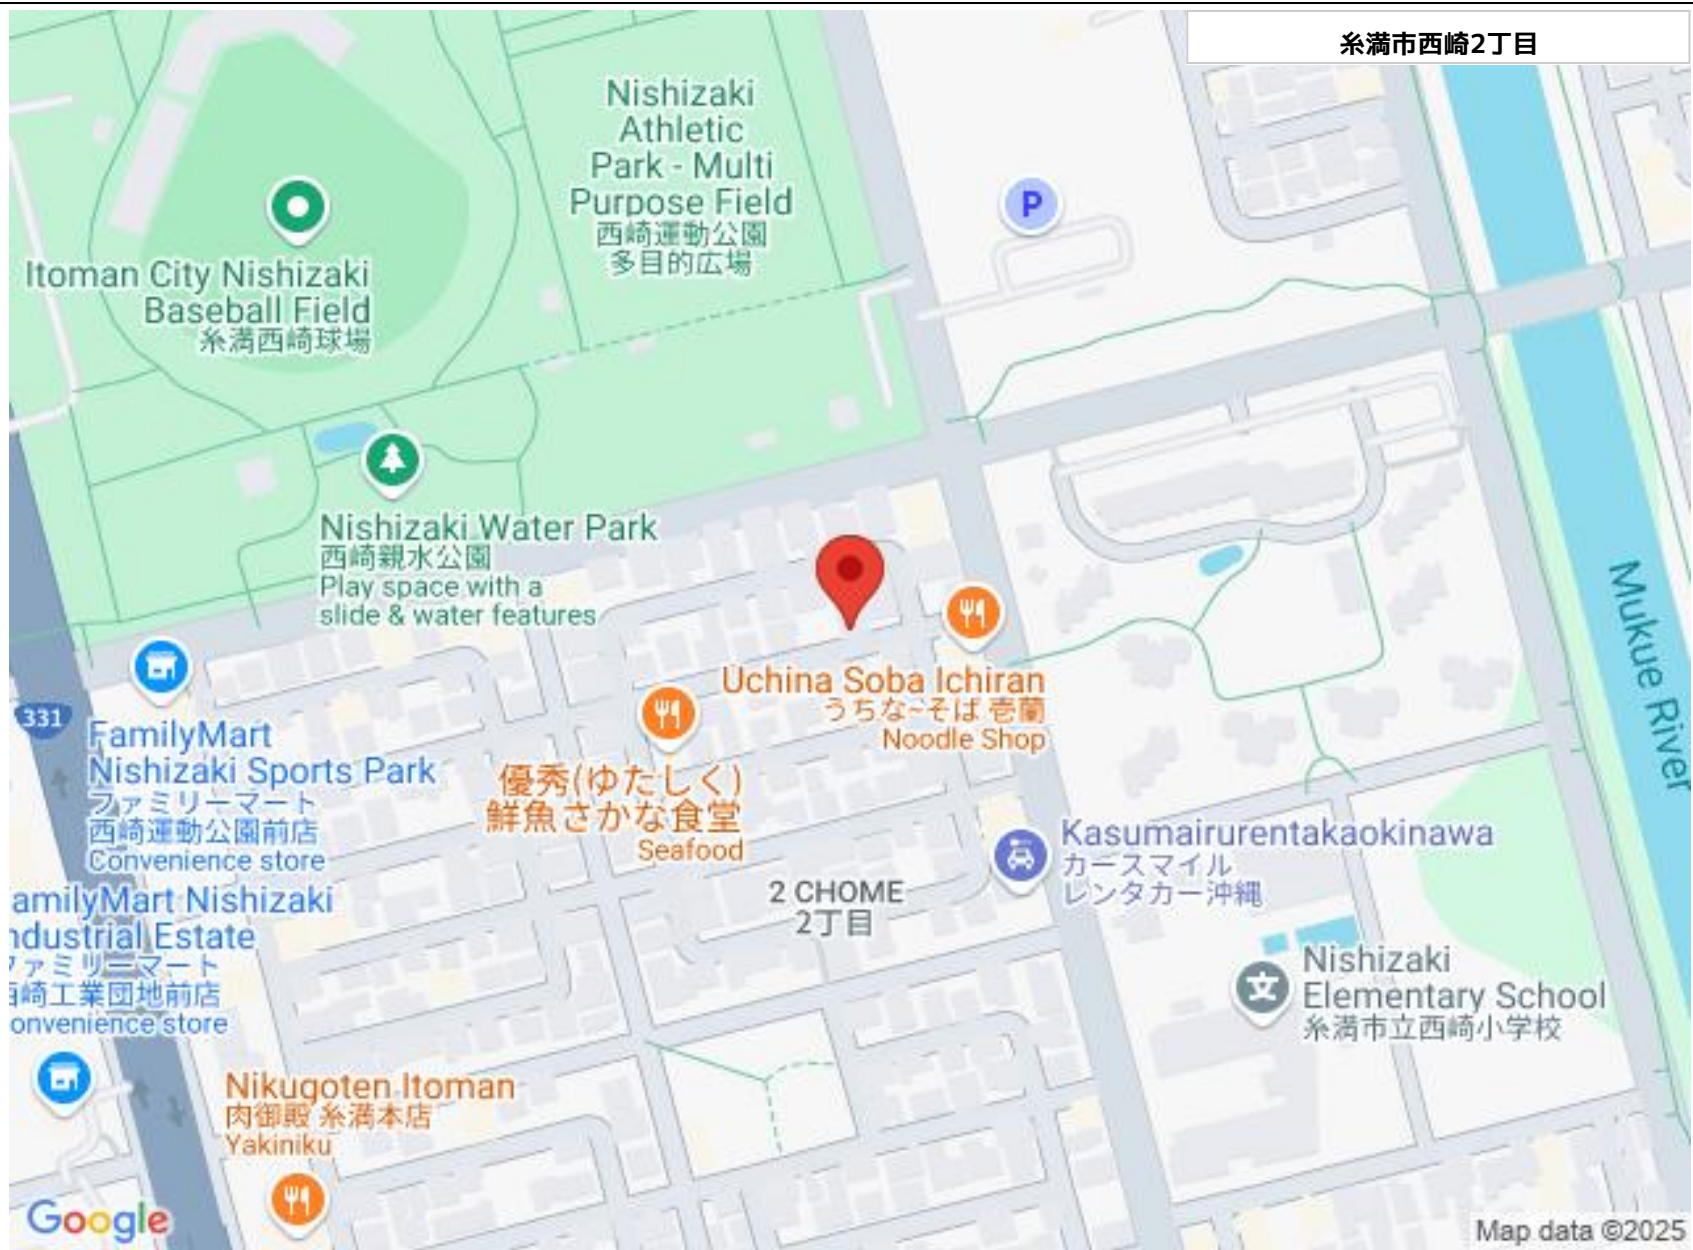 糸満市西崎2丁目
Nishizaki
Athletic
Park - Multi
Purpose Field
西崎運動公園
多目的広場
P
Itoman City Nishizaki
Baseball Field
糸満西崎球場
Nishizaki Water Park
西崎親水公園
Play space with a
slide & water features
Mukue River
331
FamilyMart
Nishizaki Sports Park
ファミリーマート
西崎運動公園前店
Convenience store
Uchina Soba Ichiran
うちな~そば 壱蘭
Noodle Shop
優秀(ゆたしく)
鮮魚さかな食堂
Seafood
Kasumairurentakaokinawa
カースマイル
レンタカー沖縄
2 CHOME
2丁目
amilyMart Nishizaki
ndustrial Estate
ファミリーマート
西崎工業団地前店
onvenience store
文
Nishizaki
Elementary School
糸満市立西崎小学校
Nikugoten Itoman
肉御殿 糸満本店
Yakiniku
Google
Map data ©2025